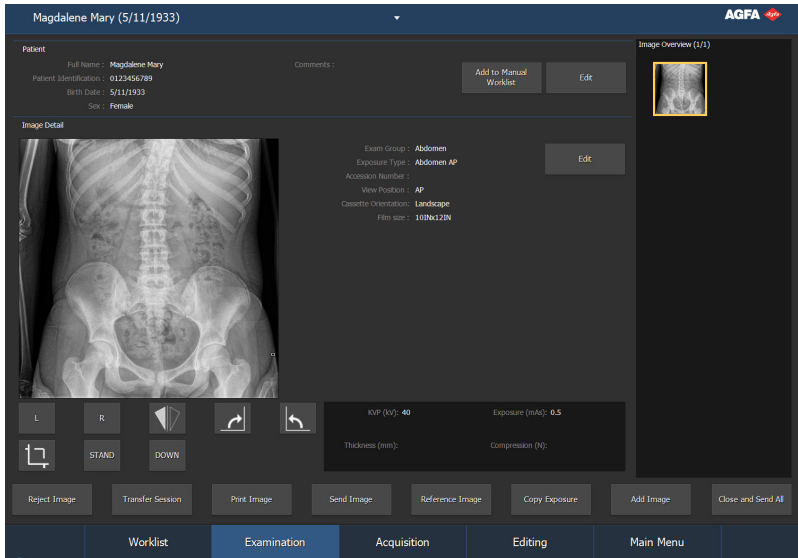 Magdalene Mary (5/11/1933)
AGFA
Patient
Full Name : Magdalene Mary
Comments :
Patient Identification : 0123456789
Birth Date : 5/11/1933
Sex : Female
Add to Manual
Worklist
Edit
Image Overview (1/1)
Image Detail
Exam Group : Abdomen
Exposure Type : Abdomen AP
Accession Number :
View Position : AP
Cassette Orientation: Landscape
Film size : 10INx12IN
Edit
L
R
STAND
DOWN
KVP (kV): 40
Exposure (mAs): 0.5
Thickness (mm):
Compression (N):
Reject Image
Transfer Session
Print Image
Send Image
Reference Image
Copy Exposure
Add Image
Close and Send All
Worklist
Examination
Acquisition
Editing
Main Menu